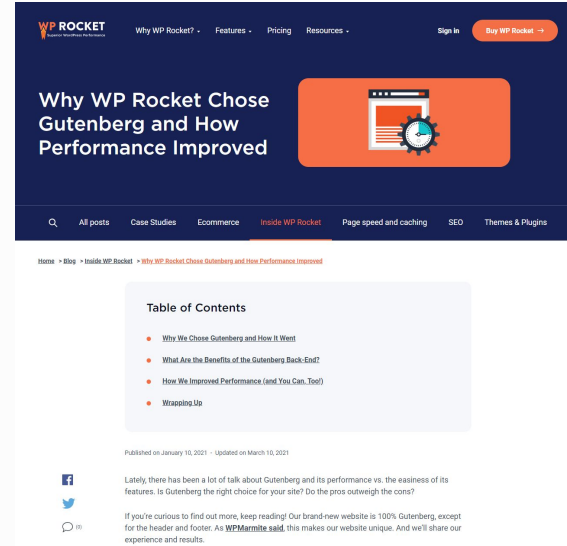 WP ROCKET
Superior WordPress Performance
Why WP Rocket?
Features
Pricing
Resources
Sign In
Buy WP Rocket →
Why WP Rocket Chose
Gutenberg and How
Performance Improved
All posts
Case Studies
Ecommerce
Inside WP Rocket
Page speed and caching
SEO
Themes & Plugins
Home > Blog > Inside WP Rocket > Why WP Rocket Chose Gutenberg and How Performance Improved
Table of Contents
Why We Chose Gutenberg and How It Went
What Are the Benefits of the Gutenberg Back-End?
How We Improved Performance (and You Can, Too!)
Wrapping Up
Published on January 10, 2021 - Updated on March 10, 2021
Lately, there has been a lot of talk about Gutenberg and its performance vs. the easiness of its
features. Is Gutenberg the right choice for your site? Do the pros outweigh the cons?
(0)
If you're curious to find out more, keep reading! Our brand-new website is 100% Gutenberg, except
for the header and footer. As WPMarmite said, this makes our website unique. And we'll share our
experience and results.